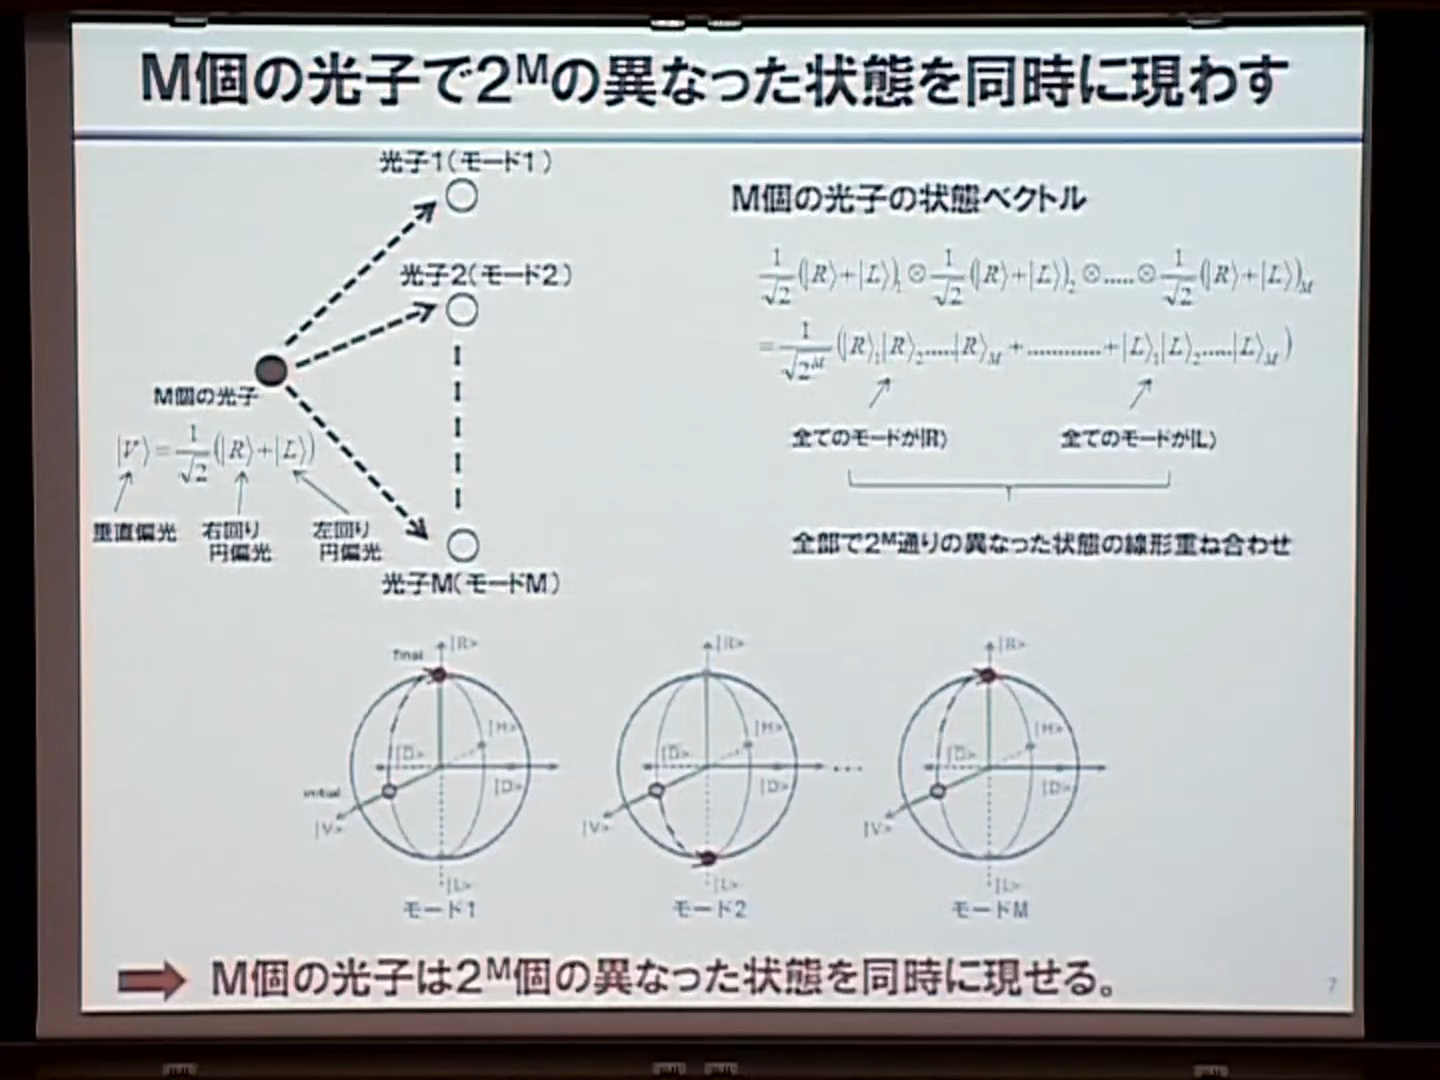 M個の光子で2^Mの異なった状態を同時に現わす
光子1(モード1)
光子2(モード2)
M個の光子
|V⟩=1/√2(|R⟩+|L⟩)
垂直偏光
右回り
円偏光
左回り
円偏光
光子M(モードM)
M個の光子の状態ベクトル
1/√2(|R⟩+|L⟩)₁⊗1/√2(|R⟩+|L⟩)₂⊗.....⊗1/√2(|R⟩+|L⟩)_M
=1/√2^M(|R⟩₁|R⟩₂.....|R⟩_M+............+|L⟩₁|L⟩₂.....|L⟩_M)
全てのモードが|R⟩
全てのモードが|L⟩
全部で2^M通りの異なった状態の線形重ね合わせ
final
|R>
|H>
|D̅>
|D>
initial
|V>
|L>
モード1
|R>
|H>
|D̅>
|D>
|V>
|L>
モード2
...
|R>
|H>
|D̅>
|D>
|V>
|L>
モードM
M個の光子は2^M個の異なった状態を同時に現せる。
7